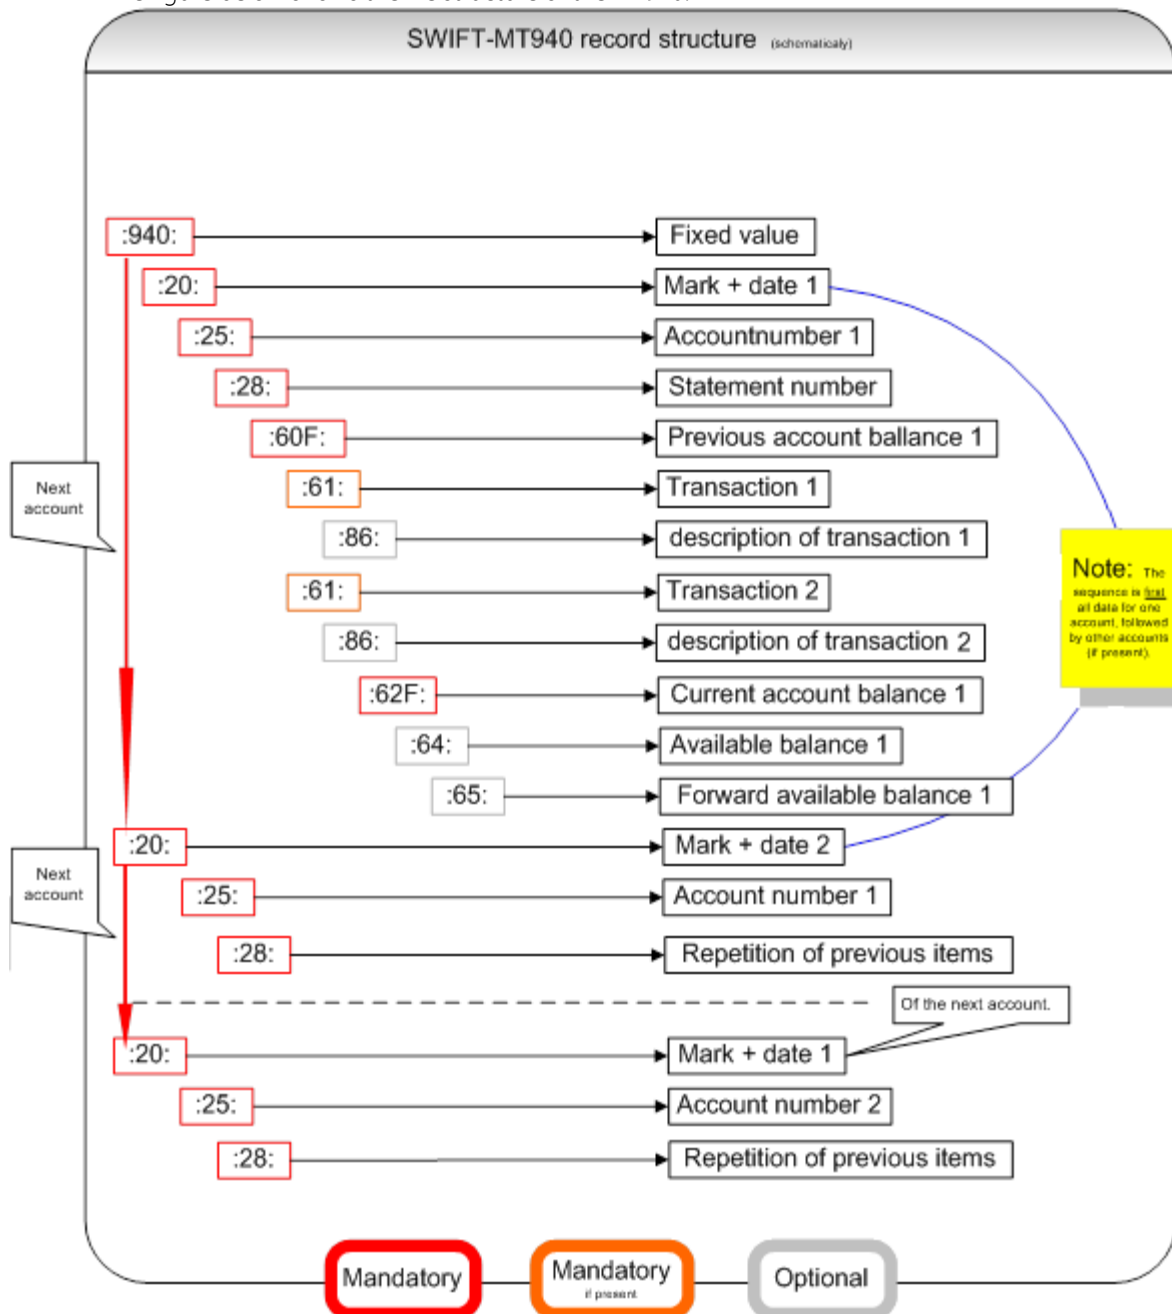 SWIFT-MT940 record structure (schematicaly)
:940: Fixed value
:20: Mark + date 1
:25: Accountnumber 1
:28: Statement number
:60F: Previous account ballance 1
:61: Transaction 1
:86: description of transaction 1
:61: Transaction 2
:86: description of transaction 2
:62F: Current account balance 1
:64: Available balance 1
:65: Forward available balance 1
:20: Mark + date 2
:25: Account number 1
:28: Repetition of previous items
Of the next account.
:20: Mark + date 1
:25: Account number 2
:28: Repetition of previous items
Next
account
Next
account
Note: The
sequence is first
all data for one
account, followed
by other accounts
(if present).
Mandatory
Mandatory
if present
Optional